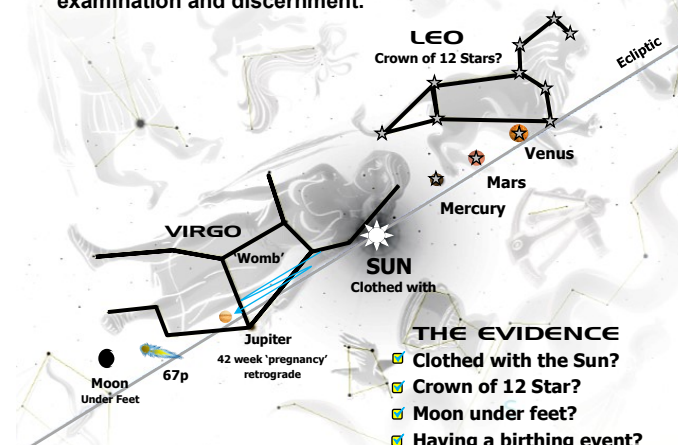 examination and discernment.
LEO
Crown of 12 Stars?
Ecliptic
Venus
Mars
Mercury
VIRGO
'Womb'
SUN
Clothed with
Jupiter
42 week 'pregnancy'
retrograde
67p
Moon
Under Feet
THE EVIDENCE
Clothed with the Sun?
Crown of 12 Star?
Moon under feet?
Having a birthing event?